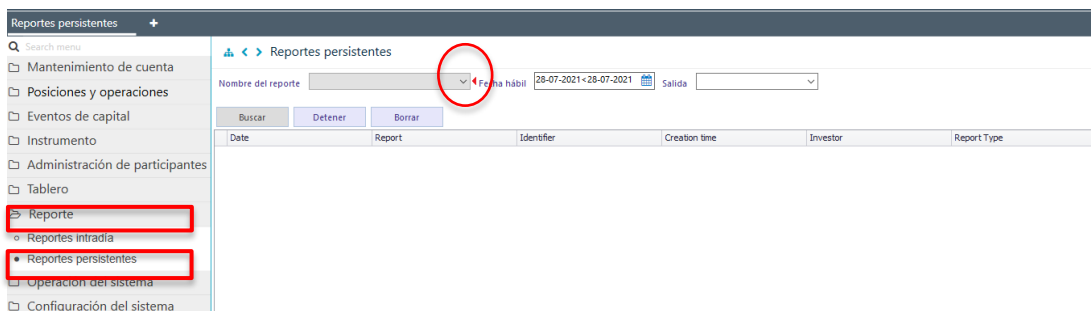 Reportes persistentes +
Search menu
Mantenimiento de cuenta
Posiciones y operaciones
Eventos de capital
Instrumento
Administración de participantes
Tablero
Reporte
Reportes intradía
Reportes persistentes
Operación del sistema
Configuración del sistema
Reportes persistentes
Nombre del reporte Fecha hábil 28-07-2021<28-07-2021 Salida
Buscar Detener Borrar
Date Report Identifier Creation time Investor Report Type